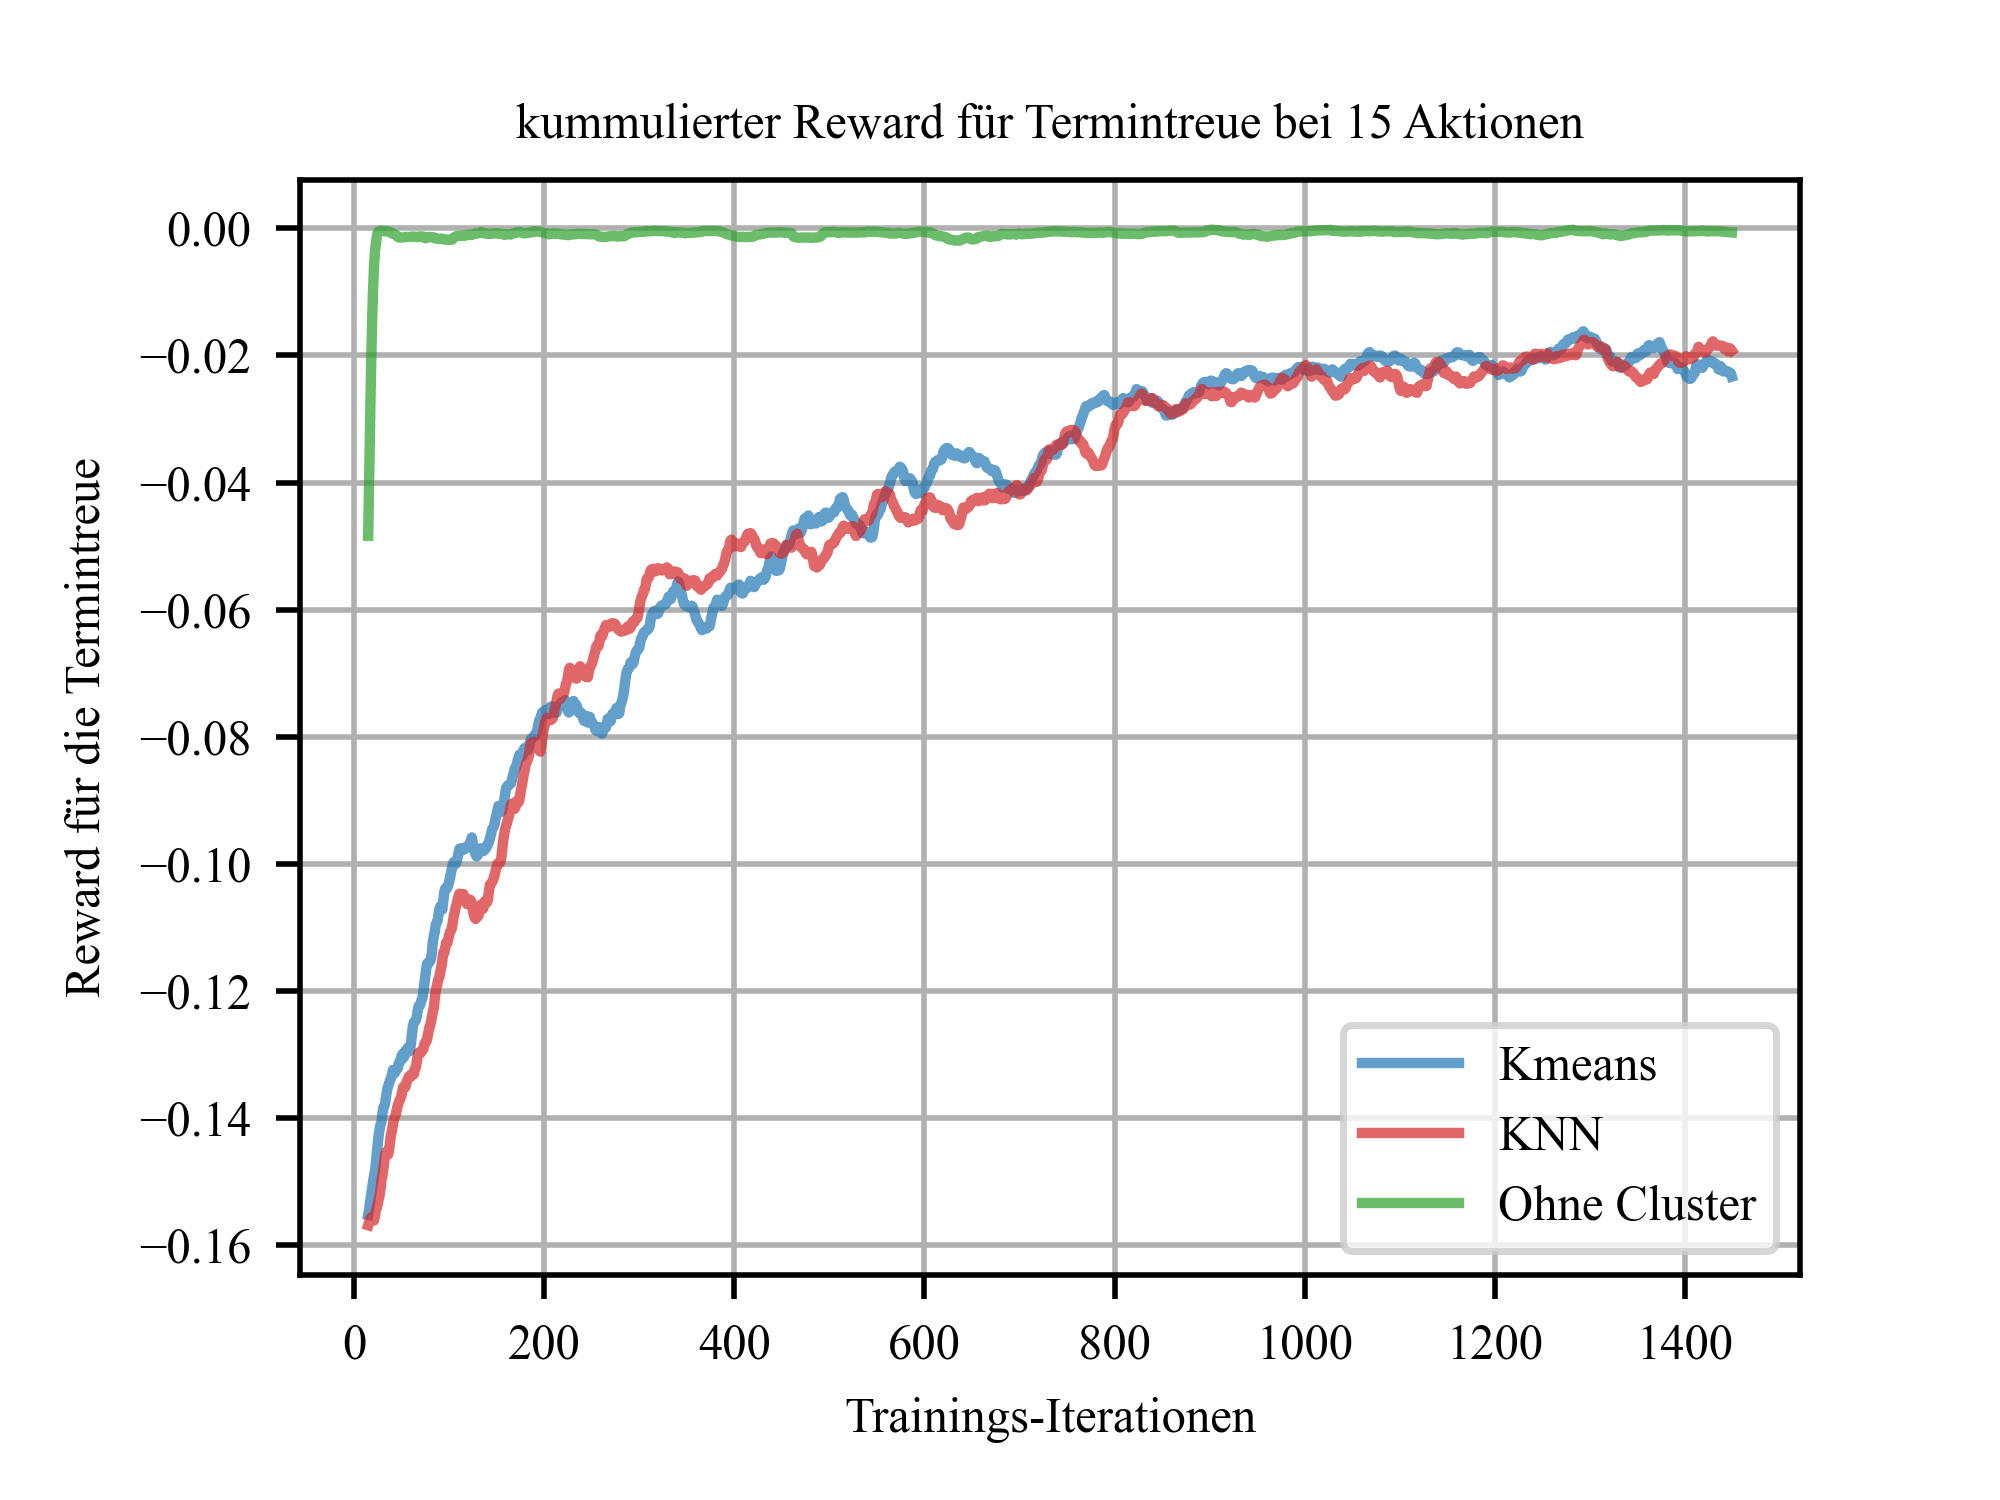 kummulierter Reward für Termintreue bei 15 Aktionen
Reward für die Termintreue
0.00
−0.02
−0.04
−0.06
−0.08
−0.10
−0.12
−0.14
−0.16
Kmeans
KNN
Ohne Cluster
0 200 400 600 800 1000 1200 1400
Trainings-Iterationen